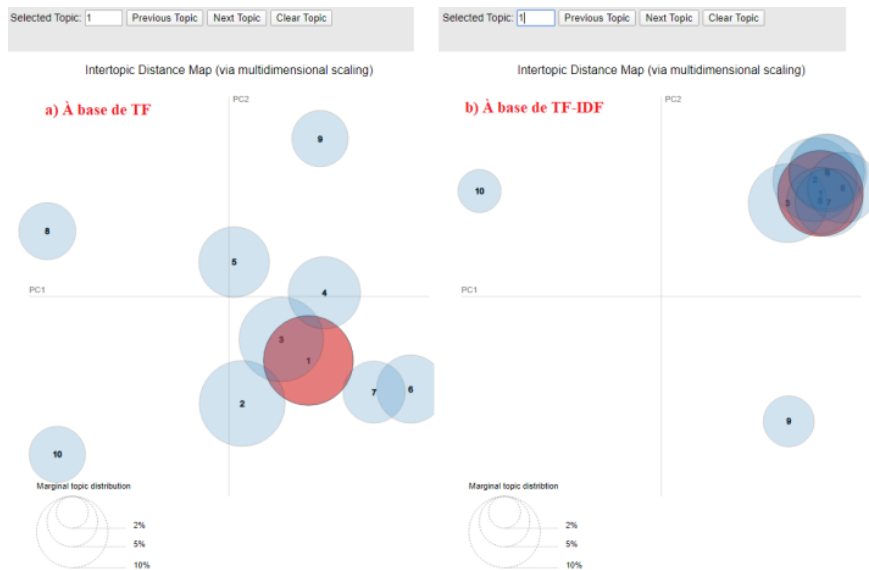 Selected Topic: 1 Previous Topic Next Topic Clear Topic
Intertopic Distance Map (via multidimensional scaling)
a) À base de TF
PC2
9
8
5
PC1
4
3
1
2
7
6
10
Marginal topic distribution
2%
5%
10%
Selected Topic: 1 Previous Topic Next Topic Clear Topic
Intertopic Distance Map (via multidimensional scaling)
b) À base de TF-IDF
PC2
10
6
3
7
PC1
9
Marginal topic distribtion
2%
5%
10%